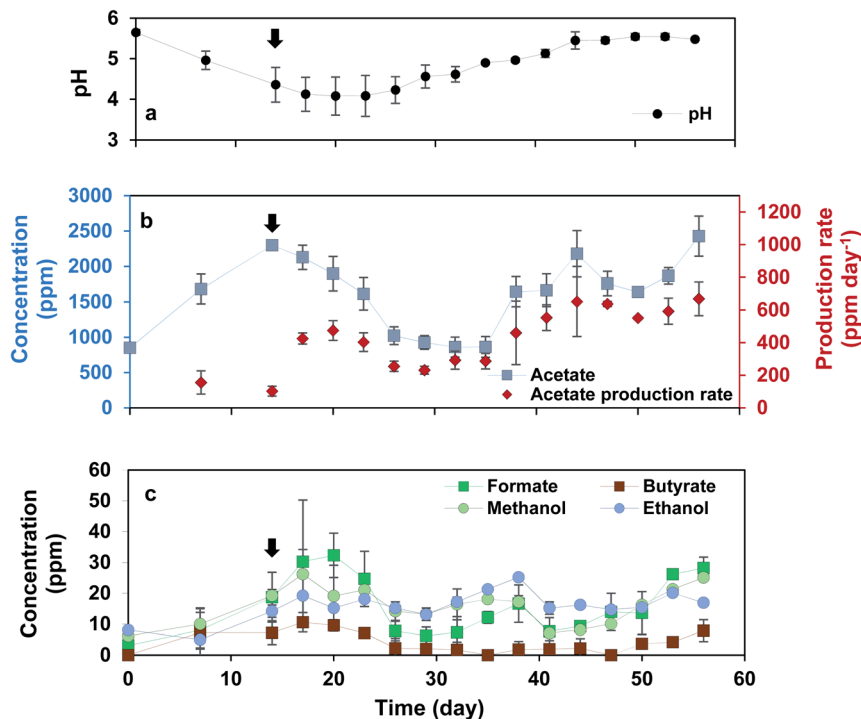 6
5
4
3
pH
a
pH
3000
2500
2000
1500
1000
500
0
Concentration
(ppm)
b
1200
1000
800
600
400
200
0
Production rate
(ppm day-1)
Acetate
Acetate production rate
60
50
40
30
20
10
0
Concentration
(ppm)
c
Formate
Butyrate
Methanol
Ethanol
0
10
20
30
40
50
60
Time (day)